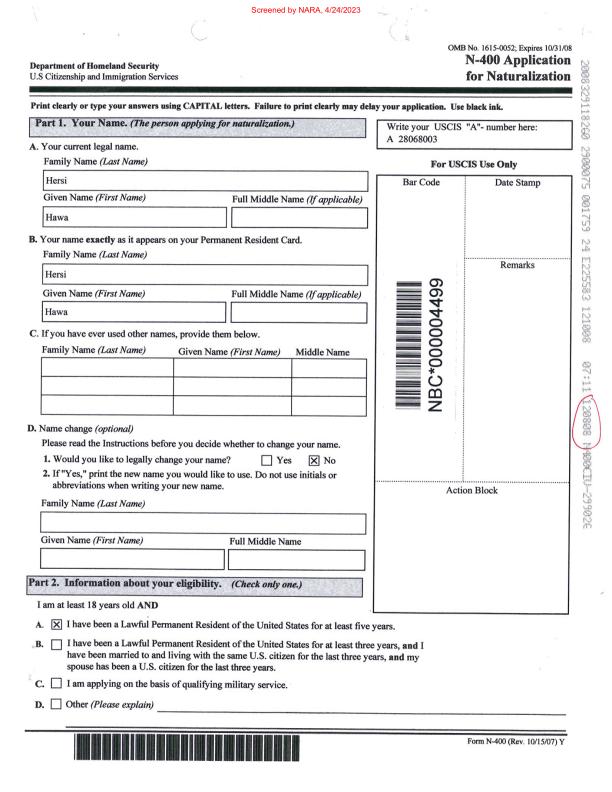 Screened by NARA, 4/24/2023
OMB No. 1615-0052; Expires 10/31/08
Department of Homeland Security
U.S Citizenship and Immigration Services
N-400 Application
for Naturalization
Print clearly or type your answers using CAPITAL letters. Failure to print clearly may delay your application. Use black ink.
Part 1. Your Name. (The person applying for naturalization.)
Write your USCIS "A"- number here:
A 28068003
A. Your current legal name.
Family Name (Last Name)
Hersi
Given Name (First Name) Full Middle Name (If applicable)
Hawa
B. Your name exactly as it appears on your Permanent Resident Card.
Family Name (Last Name)
Hersi
Given Name (First Name) Full Middle Name (If applicable)
Hawa
C. If you have ever used other names, provide them below.
Family Name (Last Name) Given Name (First Name) Middle Name
D. Name change (optional)
Please read the Instructions before you decide whether to change your name.
1. Would you like to legally change your name? Yes No
2. If "Yes," print the new name you would like to use. Do not use initials or
abbreviations when writing your new name.
Family Name (Last Name)
Given Name (First Name) Full Middle Name
For USCIS Use Only
Bar Code Date Stamp
Remarks
NBC*000004499
Action Block
Part 2. Information about your eligibility. (Check only one.)
I am at least 18 years old AND
A. I have been a Lawful Permanent Resident of the United States for at least five years.
B. I have been a Lawful Permanent Resident of the United States for at least three years, and I
have been married to and living with the same U.S. citizen for the last three years, and my
spouse has been a U.S. citizen for the last three years.
C. I am applying on the basis of qualifying military service.
D. Other (Please explain)
Form N-400 (Rev. 10/15/07) Y
2008329118260 2900075 001759 24 E225583 121008 07:11 120808 N400CIU-299026